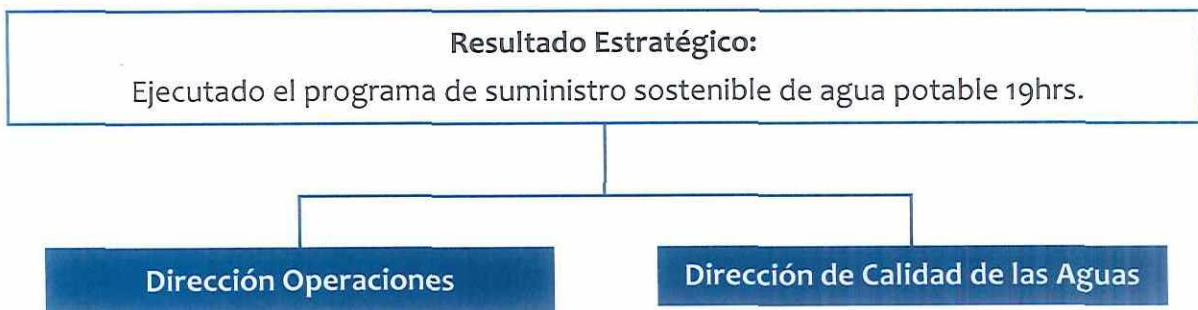 Resultado Estratégico:
Ejecutado el programa de suministro sostenible de agua potable 19hrs.
Dirección Operaciones
Dirección de Calidad de las Aguas